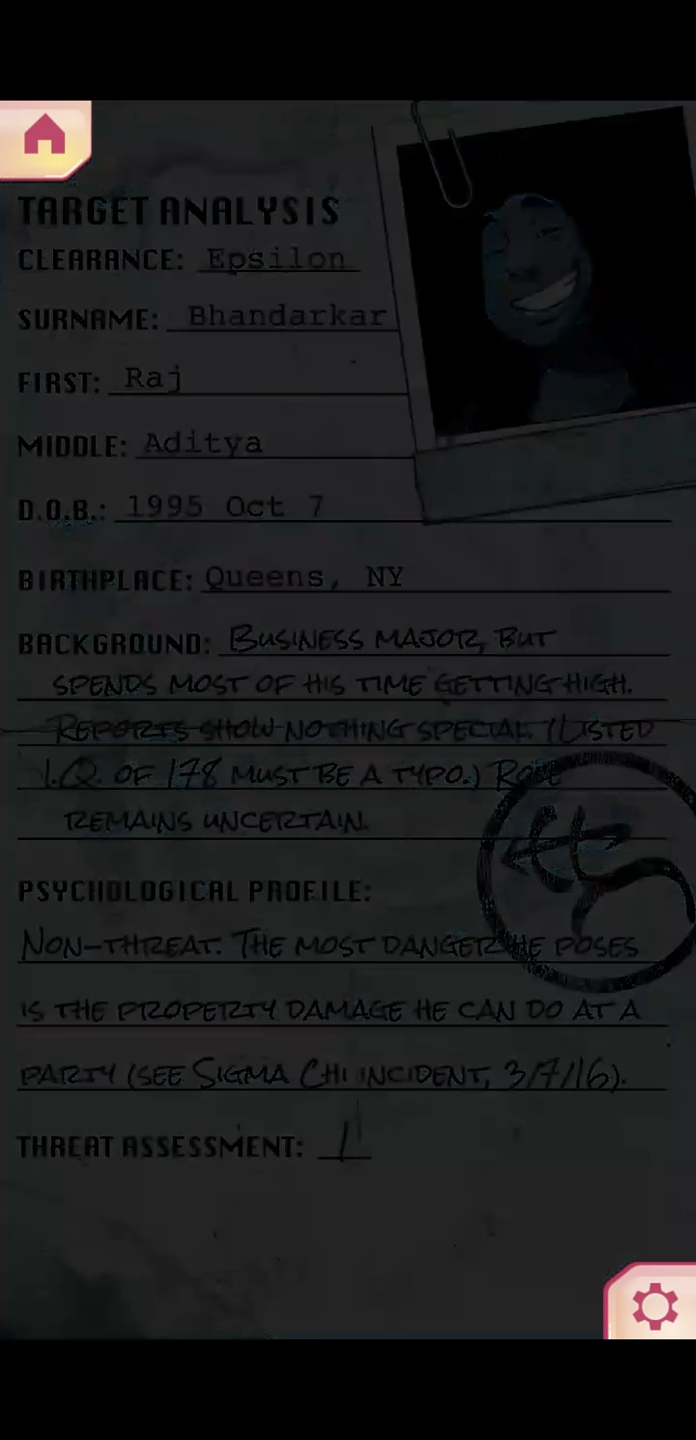 TARGET ANALYSIS
CLEARANCE: Epsilon
SURNAME: Bhandarkar
FIRST: Raj
MIDDLE: Aditya
D.O.B.: 1995 Oct 7
BIRTHPLACE: Queens, NY
BACKGROUND: BUSINESS MAJOR, BUT
SPENDS MOST OF HIS TIME GETTING HIGH.
REPORTS SHOW NOTHING SPECIAL. (LISTED
I.Q. OF 178 MUST BE A TYPO.) ROLE
REMAINS UNCERTAIN.
PSYCHOLOGICAL PROFILE:
NON-THREAT. THE MOST DANGER HE POSES
IS THE PROPERTY DAMAGE HE CAN DO AT A
PARTY (SEE SIGMA CHI INCIDENT, 3/7/16).
THREAT ASSESSMENT: 1